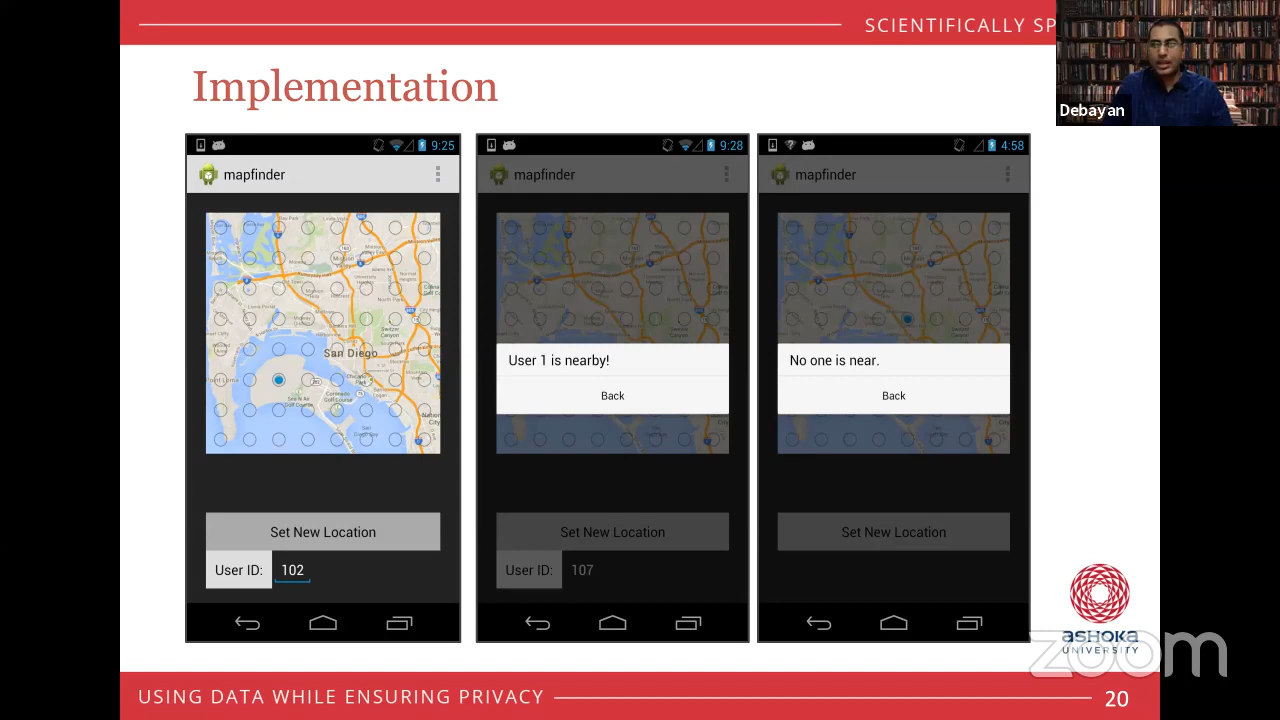 SCIENTIFICALLY SP
Debayan
Implementation
9:25
mapfinder
San Diego
Set New Location
User ID: 102
9:28
mapfinder
User 1 is nearby!
Back
Set New Location
User ID: 107
4:58
mapfinder
No one is near.
Back
Set New Location
ASHOKA
UNIVERSITY
zoom
USING DATA WHILE ENSURING PRIVACY
20